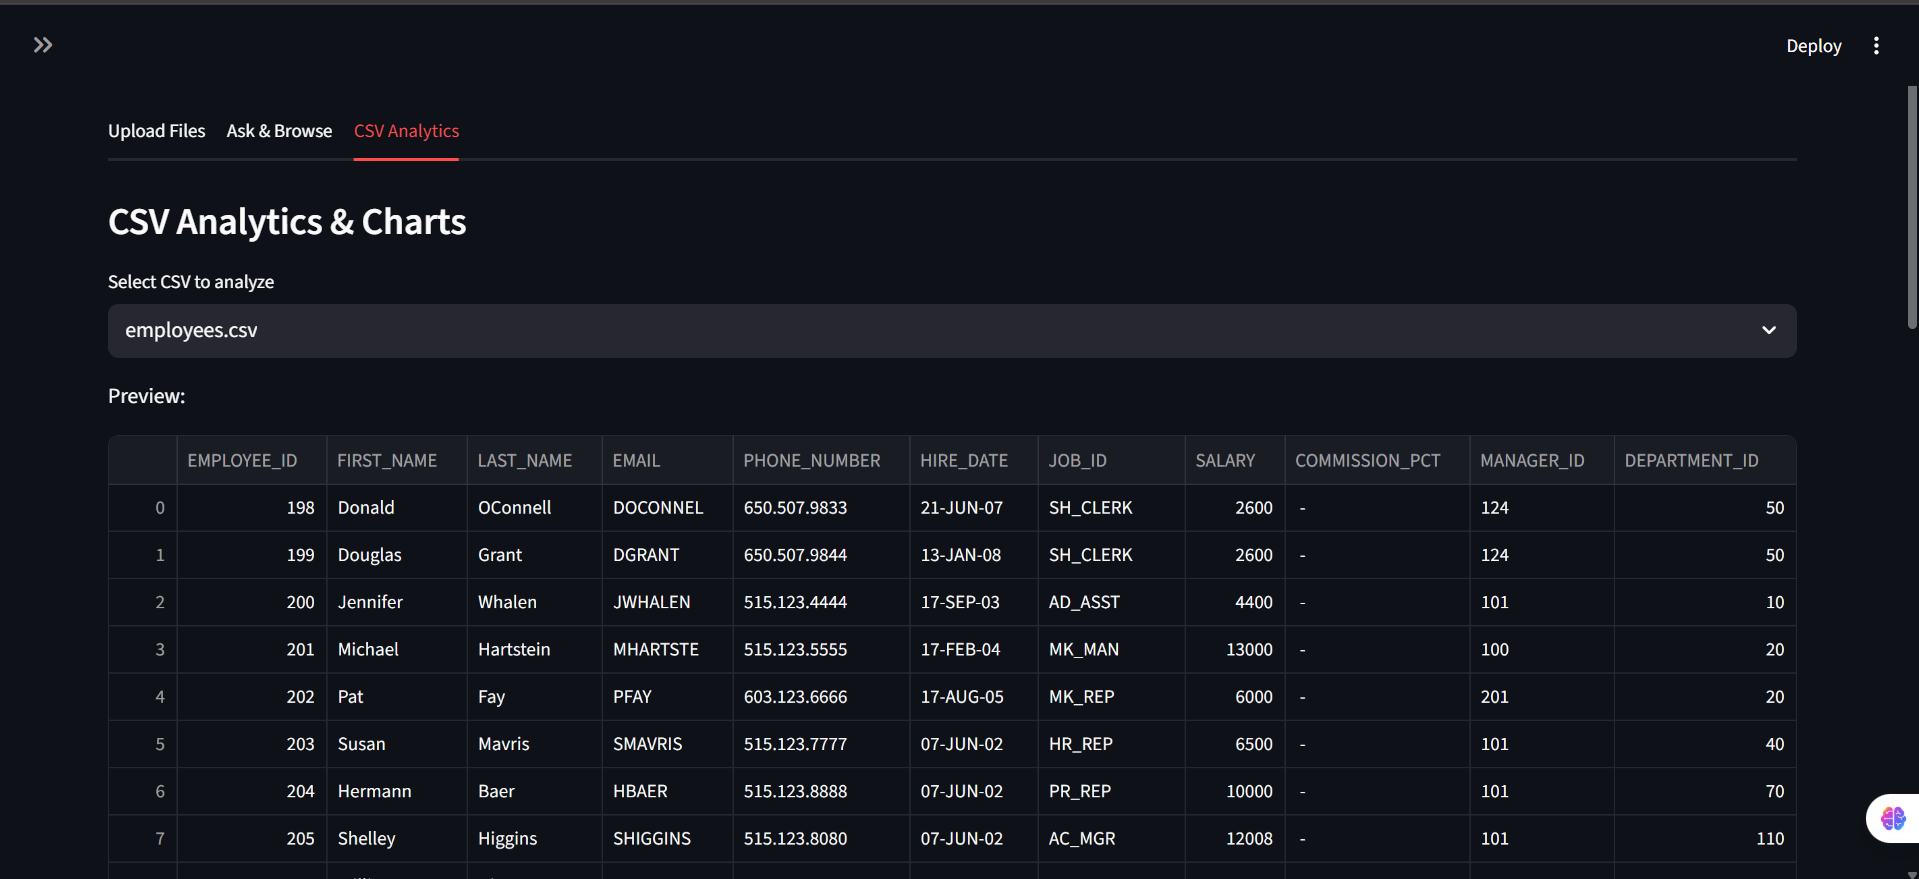 Deploy
Upload Files Ask & Browse CSV Analytics
CSV Analytics & Charts
Select CSV to analyze
employees.csv
Preview:
EMPLOYEE_ID FIRST_NAME LAST_NAME EMAIL PHONE_NUMBER HIRE_DATE JOB_ID SALARY COMMISSION_PCT MANAGER_ID DEPARTMENT_ID
0 198 Donald OConnell DOCONNEL 650.507.9833 21-JUN-07 SH_CLERK 2600 - 124 50
1 199 Douglas Grant DGRANT 650.507.9844 13-JAN-08 SH_CLERK 2600 - 124 50
2 200 Jennifer Whalen JWHALEN 515.123.4444 17-SEP-03 AD_ASST 4400 - 101 10
3 201 Michael Hartstein MHARTSTE 515.123.5555 17-FEB-04 MK_MAN 13000 - 100 20
4 202 Pat Fay PFAY 603.123.6666 17-AUG-05 MK_REP 6000 - 201 20
5 203 Susan Mavris SMAVRIS 515.123.7777 07-JUN-02 HR_REP 6500 - 101 40
6 204 Hermann Baer HBAER 515.123.8888 07-JUN-02 PR_REP 10000 - 101 70
7 205 Shelley Higgins SHIGGINS 515.123.8080 07-JUN-02 AC_MGR 12008 - 101 110